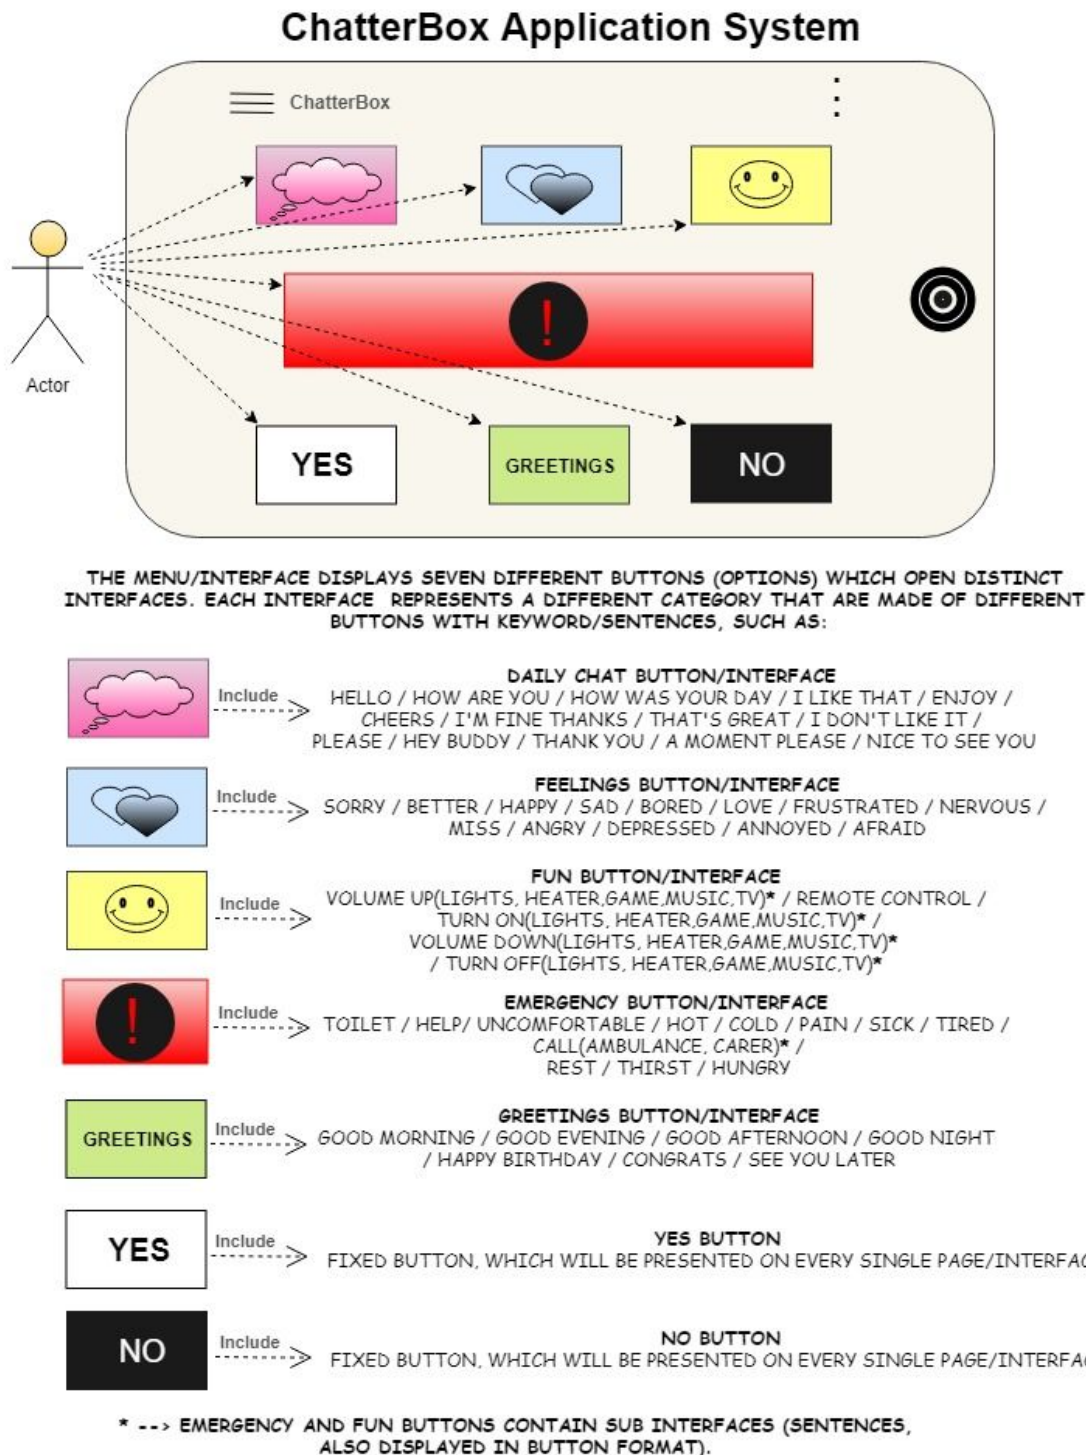 ChatterBox Application System
ChatterBox
!
YES
GREETINGS
NO
Actor
THE MENU/INTERFACE DISPLAYS SEVEN DIFFERENT BUTTONS (OPTIONS) WHICH OPEN DISTINCT
INTERFACES. EACH INTERFACE REPRESENTS A DIFFERENT CATEGORY THAT ARE MADE OF DIFFERENT
BUTTONS WITH KEYWORD/SENTENCES, SUCH AS:
Include
DAILY CHAT BUTTON/INTERFACE
HELLO / HOW ARE YOU / HOW WAS YOUR DAY / I LIKE THAT / ENJOY /
CHEERS / I'M FINE THANKS / THAT'S GREAT / I DON'T LIKE IT /
PLEASE / HEY BUDDY / THANK YOU / A MOMENT PLEASE / NICE TO SEE YOU
Include
FEELINGS BUTTON/INTERFACE
SORRY / BETTER / HAPPY / SAD / BORED / LOVE / FRUSTRATED / NERVOUS /
MISS / ANGRY / DEPRESSED / ANNOYED / AFRAID
Include
FUN BUTTON/INTERFACE
VOLUME UP(LIGHTS, HEATER,GAME,MUSIC,TV)* / REMOTE CONTROL /
TURN ON(LIGHTS, HEATER,GAME,MUSIC,TV)* /
VOLUME DOWN(LIGHTS, HEATER,GAME,MUSIC,TV)*
/ TURN OFF(LIGHTS, HEATER,GAME,MUSIC,TV)*
!
Include
EMERGENCY BUTTON/INTERFACE
TOILET / HELP/ UNCOMFORTABLE / HOT / COLD / PAIN / SICK / TIRED /
CALL(AMBULANCE, CARER)* /
REST / THIRST / HUNGRY
GREETINGS
Include
GREETINGS BUTTON/INTERFACE
GOOD MORNING / GOOD EVENING / GOOD AFTERNOON / GOOD NIGHT
/ HAPPY BIRTHDAY / CONGRATS / SEE YOU LATER
YES
Include
YES BUTTON
FIXED BUTTON, WHICH WILL BE PRESENTED ON EVERY SINGLE
NO
Include
NO BUTTON
FIXED BUTTON, WHICH WILL BE PRESENTED ON EVERY SINGLE
* --> EMERGENCY AND FUN BUTTONS CONTAIN SUB INTERFACES (SENTENCES,
ALSO DISPLAYED IN BUTTON FORMAT).